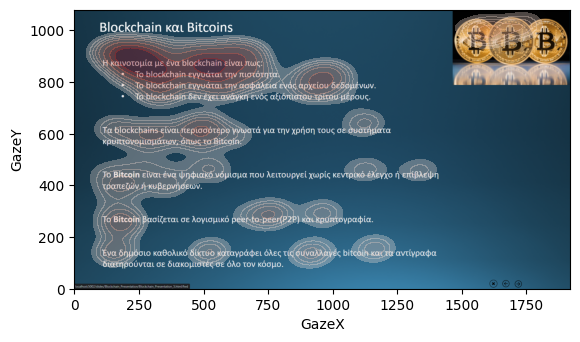 Blockchain και Bitcoins
Η καινοτομία με ένα blockchain είναι πως:
• Το blockchain εγγυάται την πιστότητα.
• Το blockchain εγγυάται την ασφάλεια ενός αρχείου δεδομένων.
• Το blockchain δεν έχει ανάγκη ενός αξιόπιστου τρίτου μέρους.
Τα blockchains είναι περισσότερο γνωστά για την χρήση τους σε συστήματα
κρυπτονομισμάτων, όπως το Bitcoin.
Το Bitcoin είναι ένα ψηφιακό νόμισμα που λειτουργεί χωρίς κεντρικό έλεγχο ή επίβλεψη
τραπεζών ή κυβερνήσεων.
Το Bitcoin βασίζεται σε λογισμικό peer-to-peer(P2P) και κρυπτογραφία.
Ένα δημόσιο καθολικό δίκτυο καταγράφει όλες τις συναλλαγές bitcoin και τα αντίγραφα
διατηρούνται σε διακομιστές σε όλο τον κόσμο.
GazeY
1000
800
600
400
200
0
0 250 500 750 1000 1250 1500 1750
GazeX